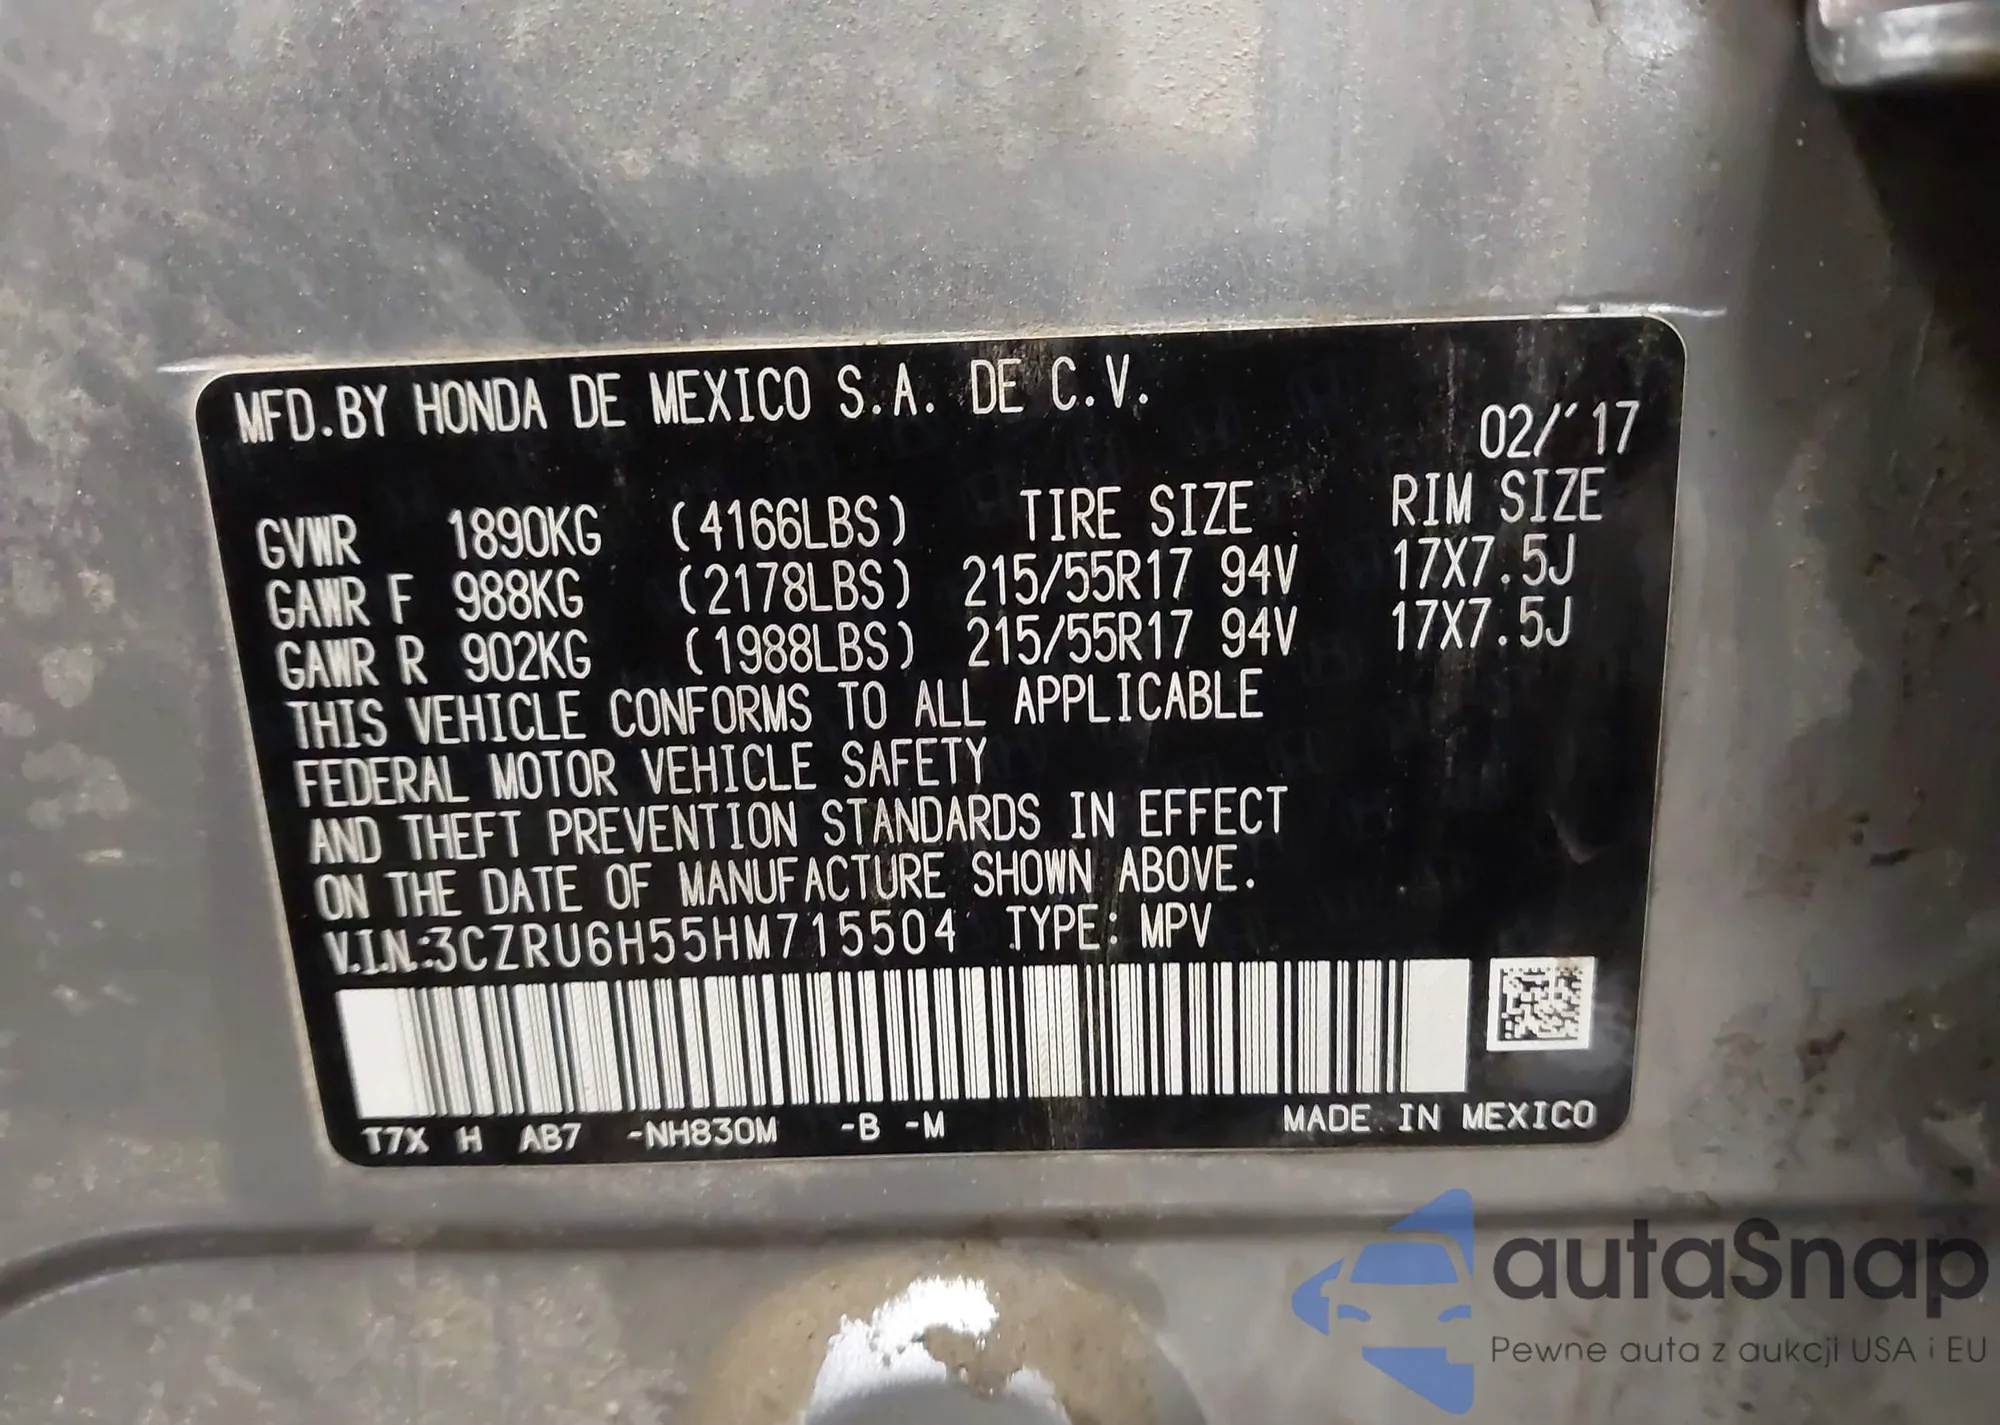 MFD.BY HONDA DE MEXICO S.A. DE C.V.
02/'17
GVWR 1890KG (4166LBS) TIRE SIZE RIM SIZE
GAWR F 988KG (2178LBS) 215/55R17 94V 17X7.5J
GAWR R 902KG (1988LBS) 215/55R17 94V 17X7.5J
THIS VEHICLE CONFORMS TO ALL APPLICABLE
FEDERAL MOTOR VEHICLE SAFETY
AND THEFT PREVENTION STANDARDS IN EFFECT
ON THE DATE OF MANUFACTURE SHOWN ABOVE.
V.I.N.:3CZRU6H55HM715504 TYPE: MPV
T7X H AB7 -NH830M -B -M MADE IN MEXICO
autaSnap
Pewne auta z aukcji USA i EU